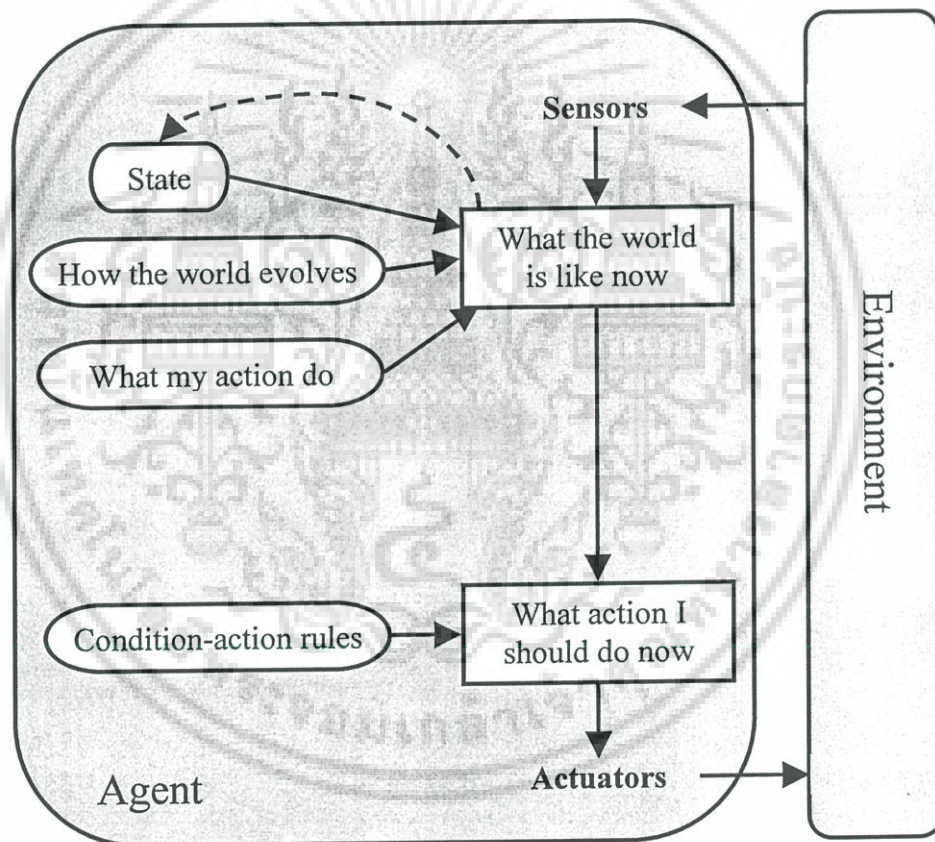 Sensors
State
What the world
is like now
How the world evolves
What my action do
Environment
What action I
should do now
Condition-action rules
Actuators
Agent